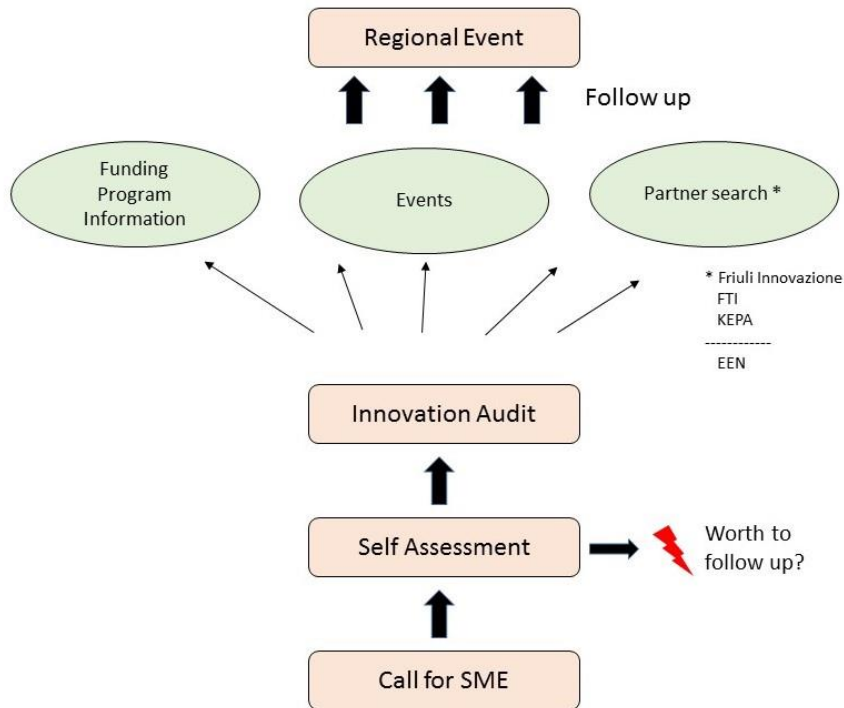 Regional Event
Follow up
Funding
Program
Information
Events
Partner search *
* Friuli Innovazione
FTI
KEPA
------------
EEN
Innovation Audit
Self Assessment
Worth to
follow up?
Call for SME